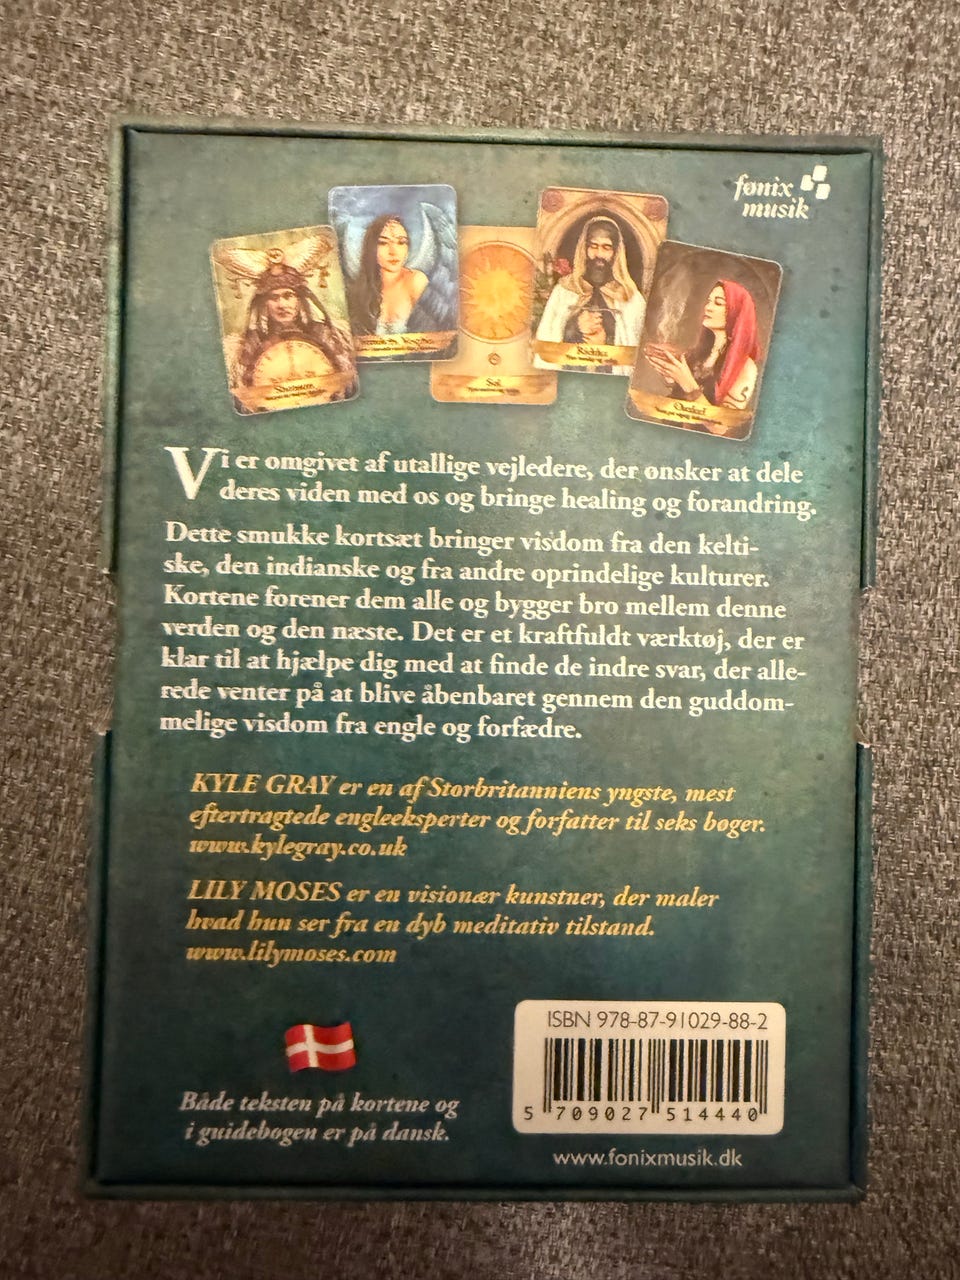 fønix
musik
Shaman
Sol
Ridder
Orakel
Vi er omgivet af utallige vejledere, der ønsker at dele
deres viden med os og bringe healing og forandring.
Dette smukke kortsæt bringer visdom fra den kelti-
ske, den indianske og fra andre oprindelige kulturer.
Kortene forener dem alle og bygger bro mellem denne
verden og den næste. Det er et kraftfuldt værktøj, der er
klar til at hjælpe dig med at finde de indre svar, der alle-
rede venter på at blive åbenbaret gennem den guddom-
melige visdom fra engle og forfædre.
KYLE GRAY er en af Storbritanniens yngste, mest
eftertragtede engleeksperter og forfatter til seks bøger.
www.kylegray.co.uk
LILY MOSES er en visionær kunstner, der maler
hvad hun ser fra en dyb meditativ tilstand.
www.lilymoses.com
Både teksten på kortene og
i guidebogen er på dansk.
ISBN 978-87-91029-88-2
5 709027 514440
www.fonixmusik.dk